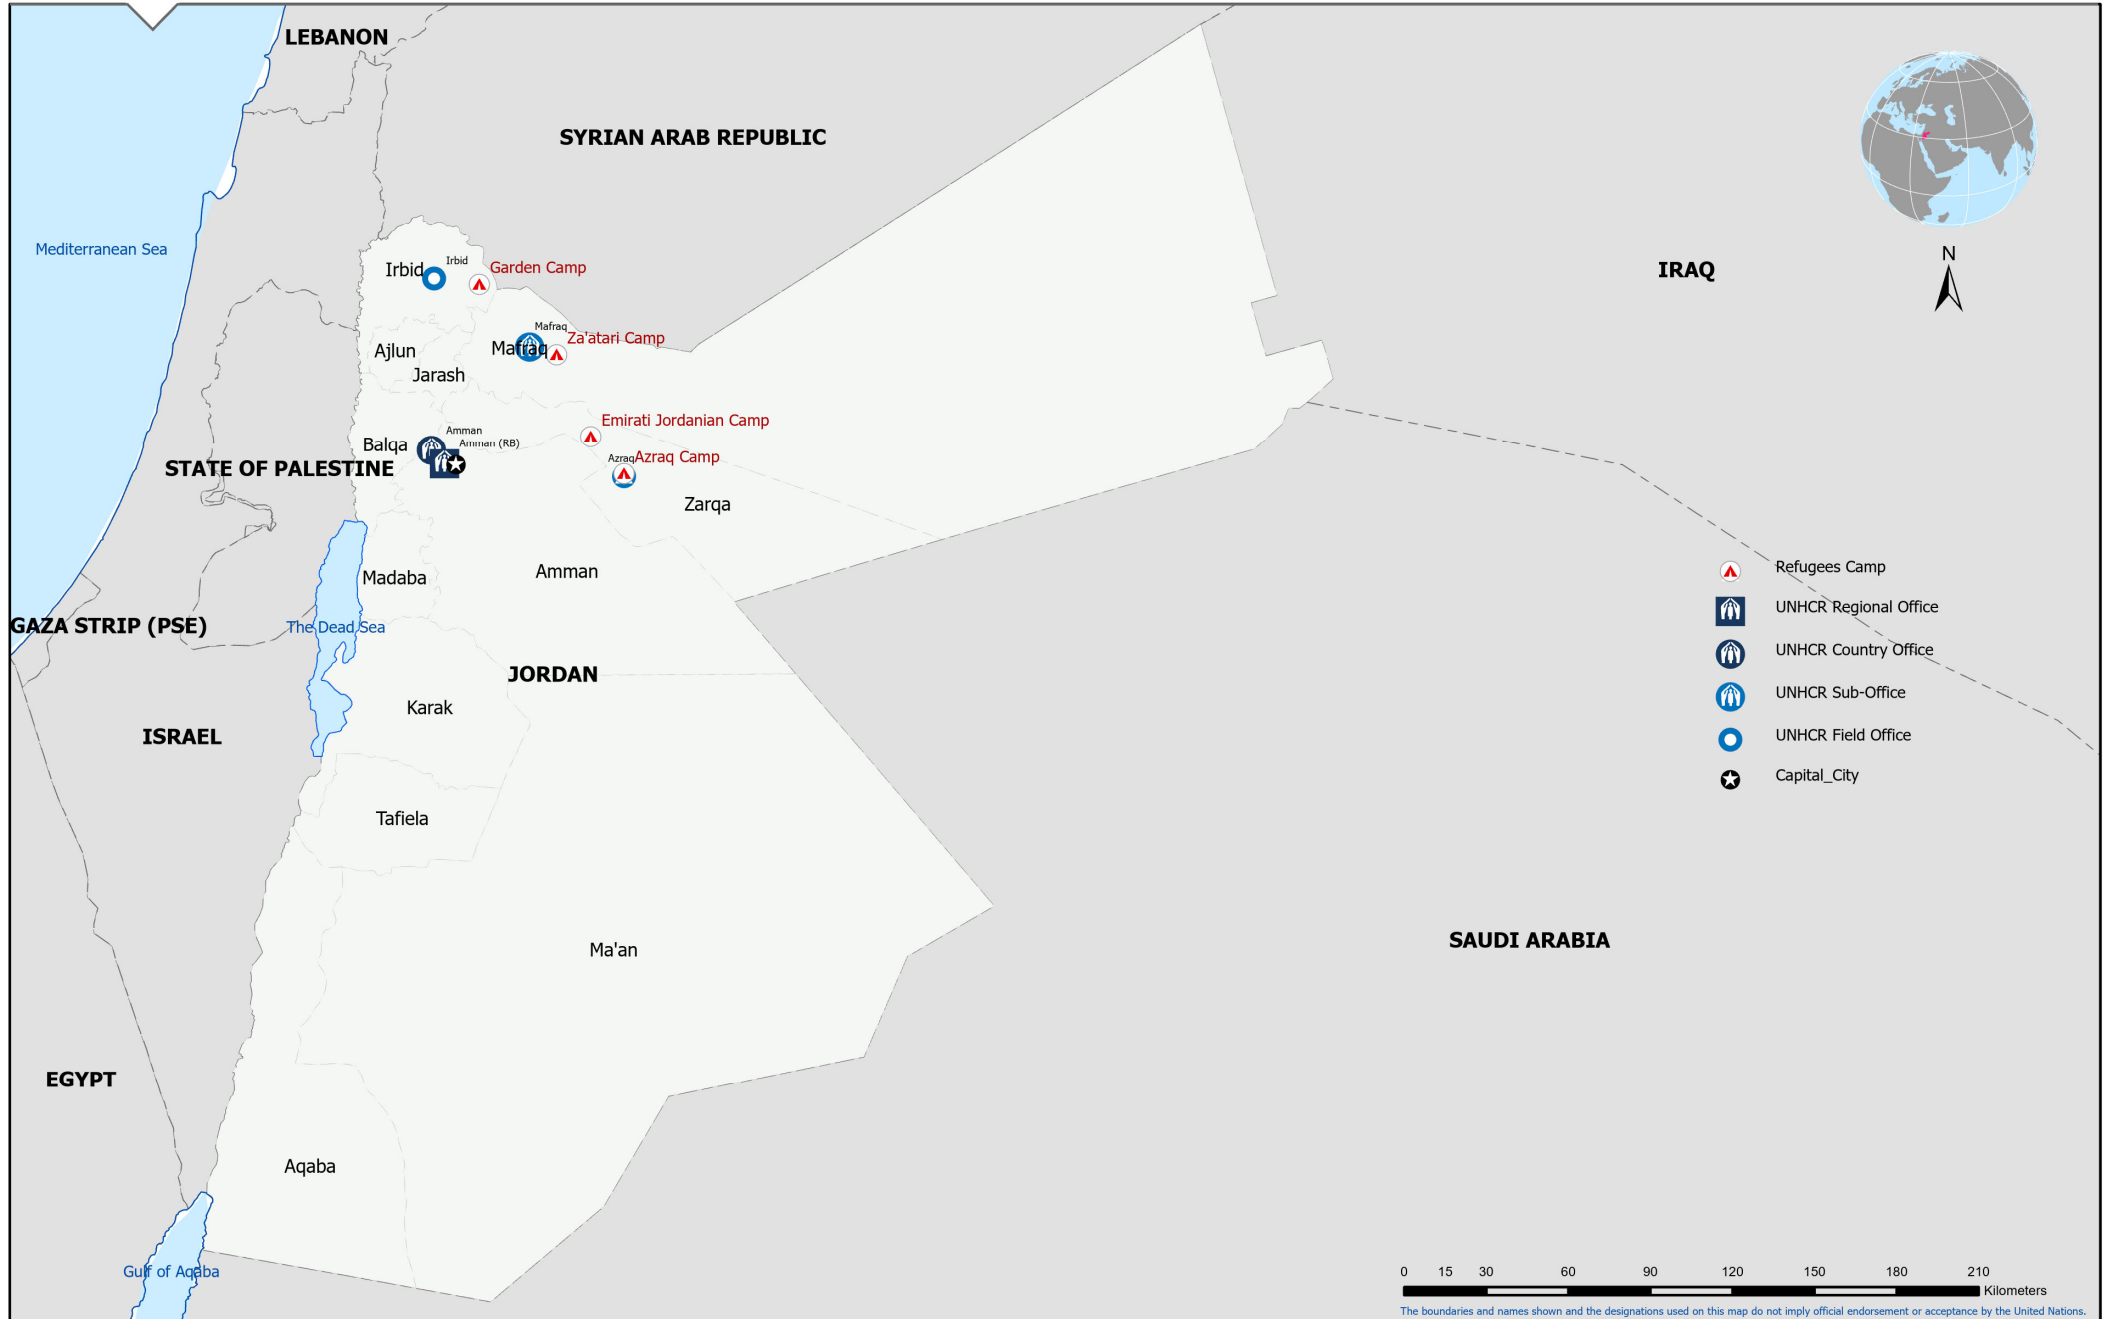 LEBANON
SYRIAN ARAB REPUBLIC
Mediterranean Sea
IRAQ
N
Irbid
Irbid
Garden Camp
Mafraq
Mafraq
Za'atari Camp
Ajlun
Jarash
Emirati Jordanian Camp
Amman
Amman (RB)
Balqa
STATE OF PALESTINE
Azraq
Azraq Camp
Zarqa
Madaba
Amman
GAZA STRIP (PSE)
The Dead Sea
JORDAN
Karak
ISRAEL
Tafiela
Ma'an
SAUDI ARABIA
EGYPT
Aqaba
Gulf of Aqaba
Refugees Camp
UNHCR Regional Office
UNHCR Country Office
UNHCR Sub-Office
UNHCR Field Office
Capital_City
0 15 30 60 90 120 150 180 210
Kilometers
The boundaries and names shown and the designations used on this map do not imply official endorsement or acceptance by the United Nations.